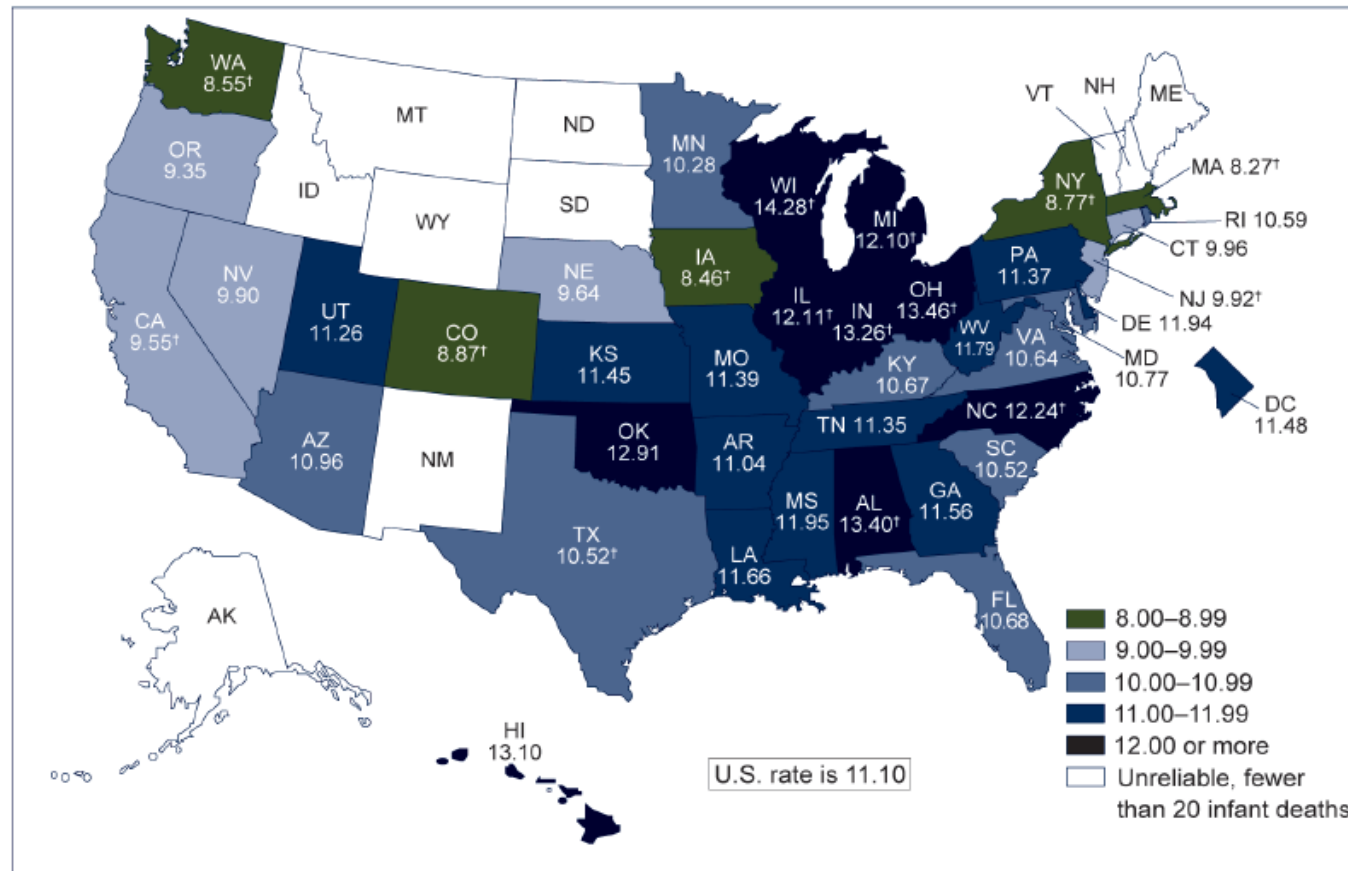 WA
8.55†
OR
9.35
CA
9.55†
NV
9.90
ID
MT
WY
UT
11.26
CO
8.87†
AZ
10.96
NM
ND
SD
NE
9.64
KS
11.45
OK
12.91
TX
10.52†
MN
10.28
IA
8.46†
MO
11.39
AR
11.04
LA
11.66
WI
14.28†
IL
12.11†
MI
12.10†
IN
13.26†
OH
13.46†
KY
10.67
TN 11.35
MS
11.95
AL
13.40†
GA
11.56
FL
10.68
SC
10.52
NC 12.24†
VA
10.64
WV
11.79
PA
11.37
NY
8.77†
VT
NH
ME
MA 8.27†
RI 10.59
CT 9.96
NJ 9.92†
DE 11.94
MD
10.77
DC
11.48
AK
HI
13.10
U.S. rate is 11.10
8.00–8.99
9.00–9.99
10.00–10.99
11.00–11.99
12.00 or more
Unreliable, fewer
than 20 infant deaths